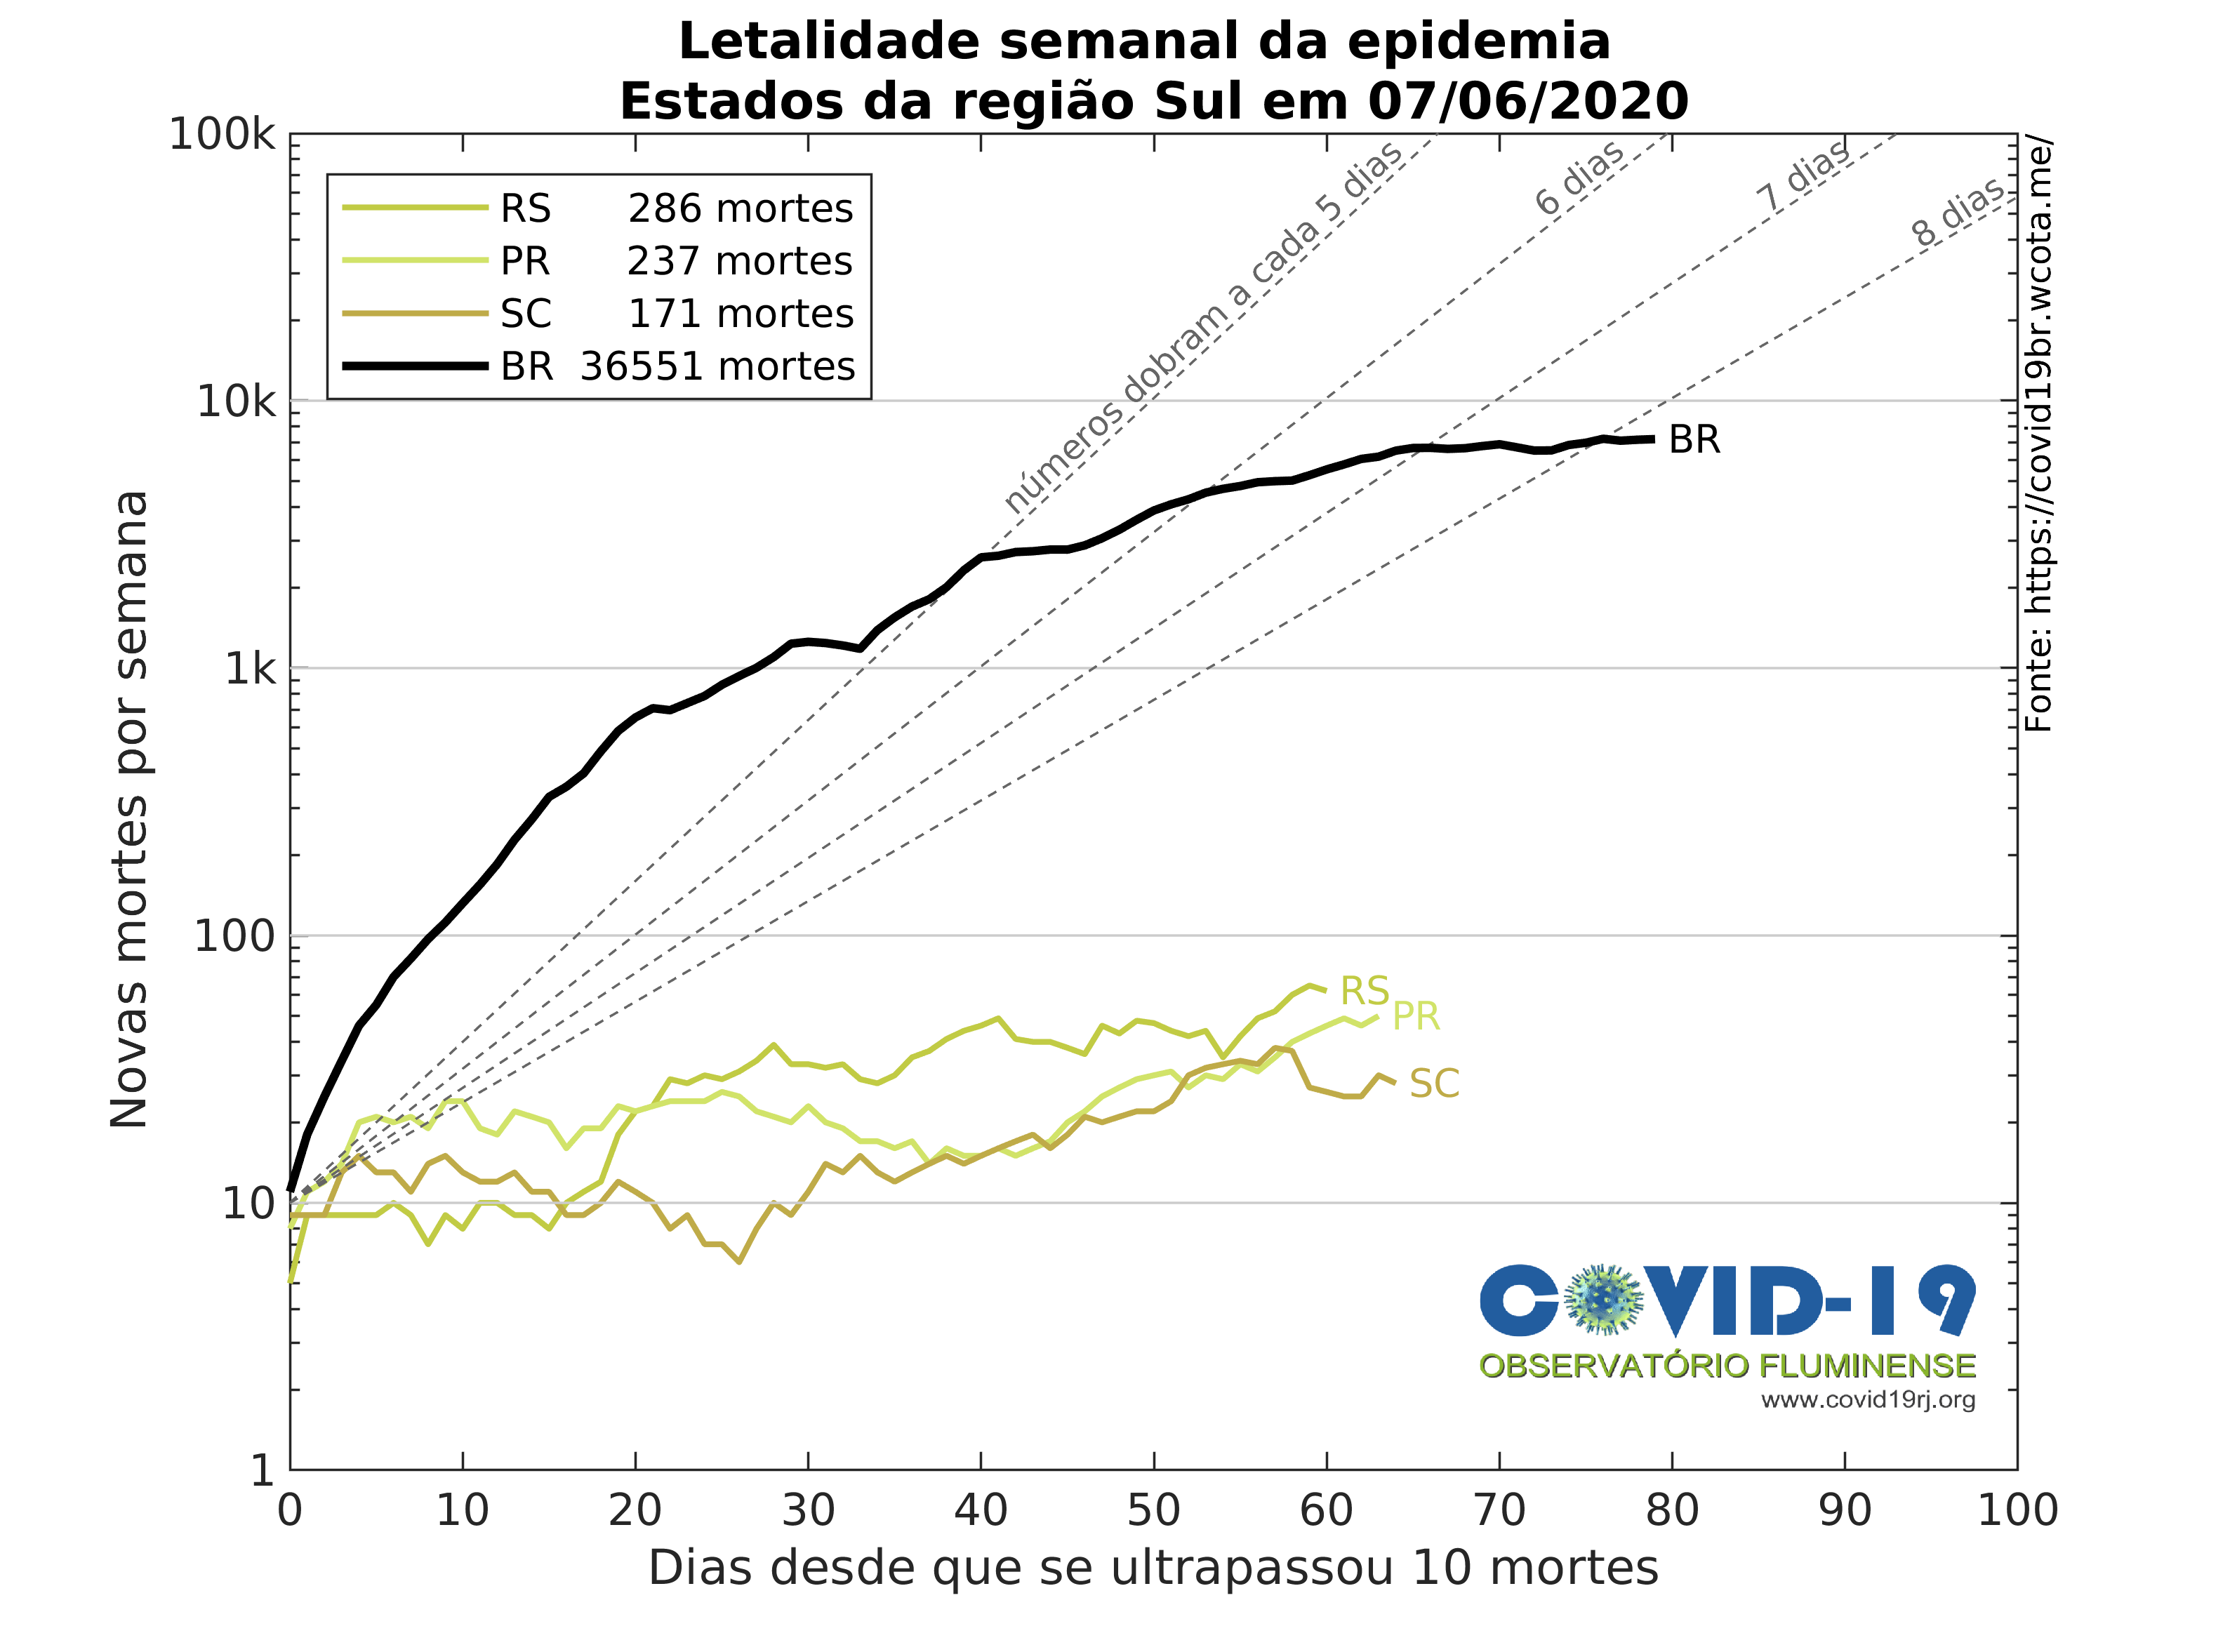 Letalidade semanal da epidemia
Estados da região Sul em 07/06/2020
100k
10k
1k
100
10
1
Novas mortes por semana
RS 286 mortes
PR 237 mortes
SC 171 mortes
BR 36551 mortes
números dobram a cada 5 dias
6 dias
7 dias
8 dias
BR
RS
PR
SC
Fonte: https://covid19br.wcota.me/
COVID-19
OBSERVATÓRIO FLUMINENSE
www.covid19rj.org
0 10 20 30 40 50 60 70 80 90 100
Dias desde que se ultrapassou 10 mortes